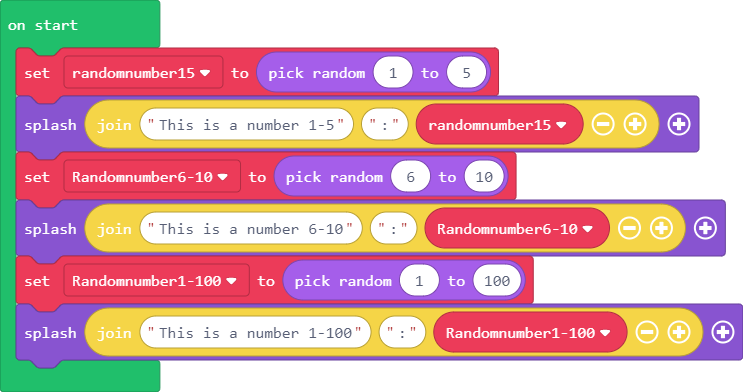 on start
set randomnumber15 to pick random 1 to 5
splash join "This is a number 1-5" ":" randomnumber15
set Randomnumber6-10 to pick random 6 to 10
splash join "This is a number 6-10" ":" Randomnumber6-10
set Randomnumber1-100 to pick random 1 to 100
splash join "This is a number 1-100" ":" Randomnumber1-100